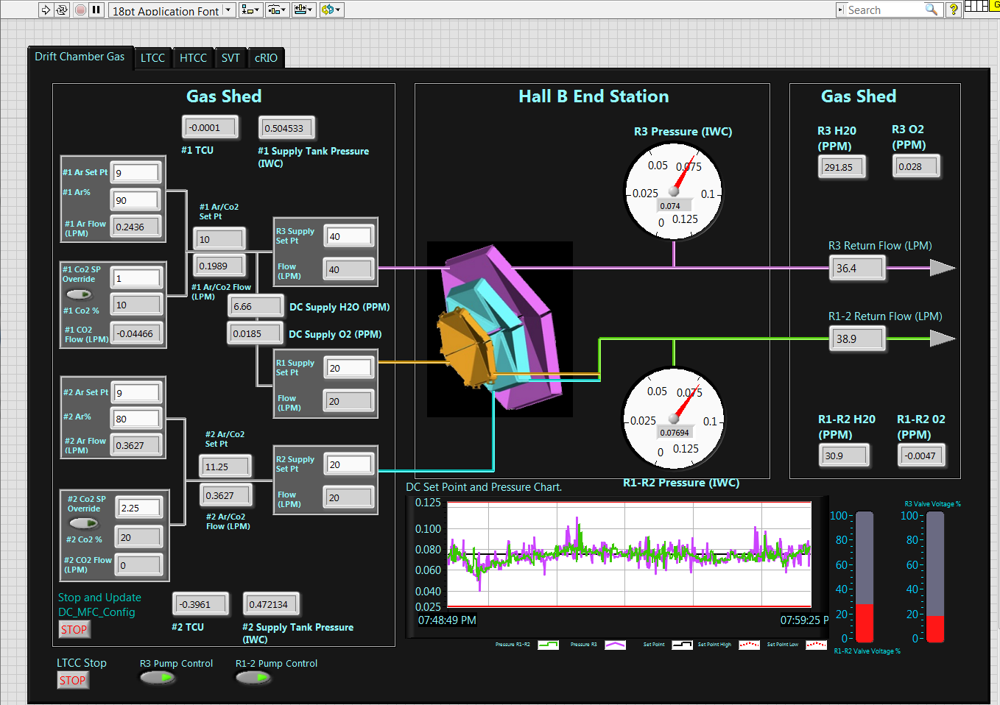 18pt Application Font
Search
?
G
Drift Chamber Gas
LTCC
HTCC
SVT
cRIO
Gas Shed
-0.0001
#1 TCU
0.504533
#1 Supply Tank Pressure
(IWC)
#1 Ar Set Pt
9
#1 Ar%
90
#1 Ar Flow
(LPM)
0.2436
#1 Ar/Co2
Set Pt
10
0.1989
#1 Ar/Co2 Flow
(LPM)
#1 Co2 SP
Override
1
#1 Co2 %
10
#1 CO2
Flow (LPM)
-0.04466
R3 Supply
Set Pt
40
Flow
(LPM)
40
6.66
DC Supply H2O (PPM)
0.0185
DC Supply O2 (PPM)
R1 Supply
Set Pt
20
Flow
(LPM)
20
#2 Ar Set Pt
9
#2 Ar%
80
#2 Ar Flow
(LPM)
0.3627
#2 Ar/Co2
Set Pt
11.25
0.3627
#2 Ar/Co2
Flow (LPM)
R2 Supply
Set Pt
20
Flow
(LPM)
20
#2 Co2 SP
Override
2.25
#2 Co2 %
20
#2 CO2 Flow
(LPM)
0
Stop and Update
DC_MFC_Config
STOP
-0.3961
#2 TCU
0.472134
#2 Supply Tank Pressure
(IWC)
LTCC Stop
STOP
R3 Pump Control
R1-2 Pump Control
Hall B End Station
R3 Pressure (IWC)
0
0.025
0.05
0.075
0.1
0.125
0.074
0
0.025
0.05
0.075
0.1
0.125
0.07694
R1-R2 Pressure (IWC)
Gas Shed
R3 H20
(PPM)
291.85
R3 O2
(PPM)
0.028
R3 Return Flow (LPM)
36.4
R1-2 Return Flow (LPM)
38.9
R1-R2 H20
(PPM)
30.9
R1-R2 02
(PPM)
-0.0047
DC Set Point and Pressure Chart.
0.125
0.100
0.080
0.060
0.040
0.025
07:48:49 PM
07:59:25 P
Pressure R1-R2
Pressure R3
Set Point
Set Point High
Set Point Low
100
80
60
40
20
0
R1-R2 Valve Voltage %
R3 Valve Voltage %
100
80
60
40
20
0